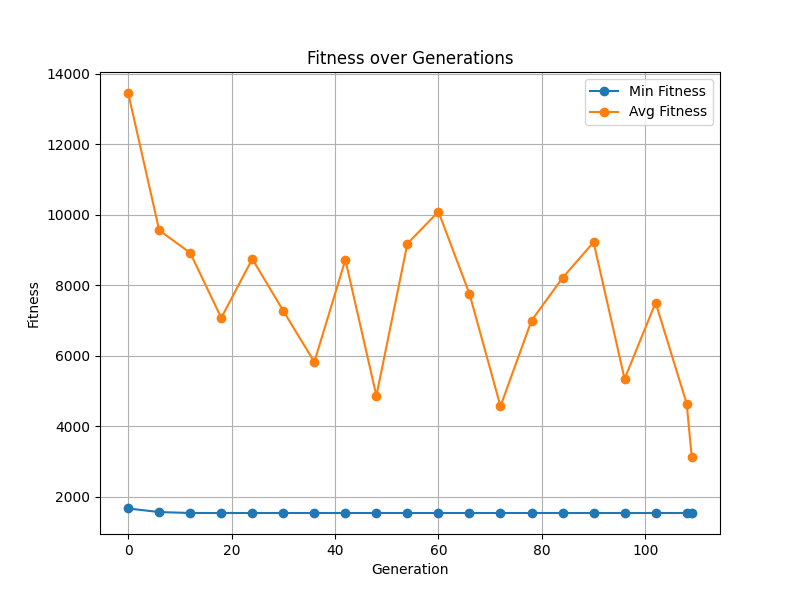 Fitness over Generations
Min Fitness
Avg Fitness
14000
12000
10000
8000
6000
4000
2000
Fitness
0 20 40 60 80 100
Generation